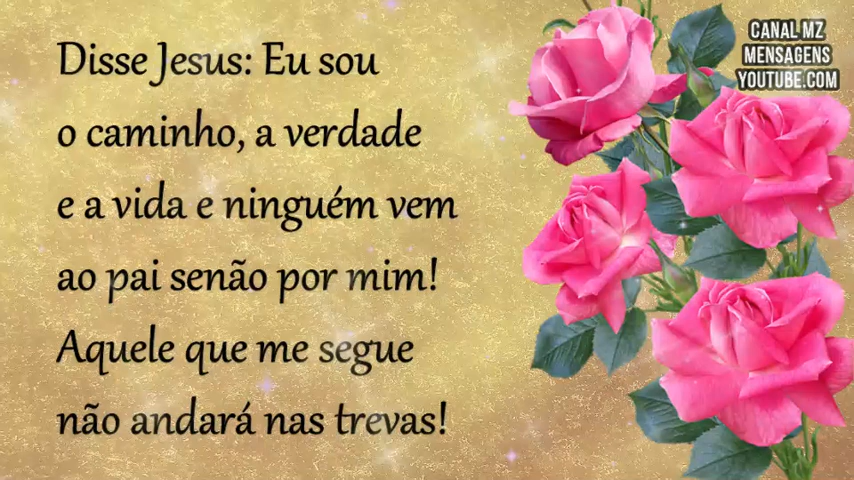 Disse Jesus: Eu sou
o caminho, a verdade
e a vida e ninguém vem
ao pai senão por mim!
Aquele que me segue
não andará nas trevas!
CANAL MZ
MENSAGENS
YOUTUBE.COM